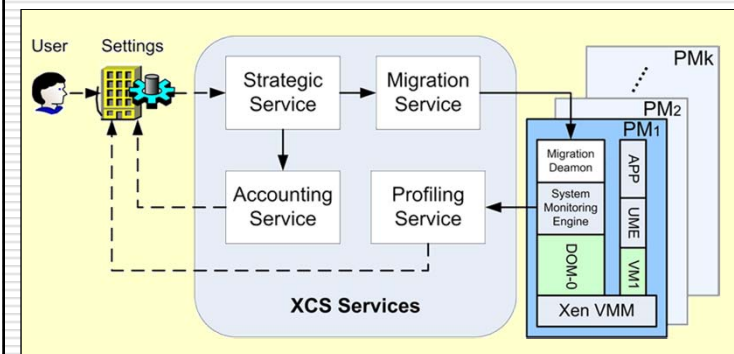 User
Settings
Strategic
Service
Migration
Service
Accounting
Service
Profiling
Service
XCS Services
PMk
PM2
PM1
Migration
Deamon
System
Monitoring
Engine
DOM-0
APP
UME
VM1
Xen VMM